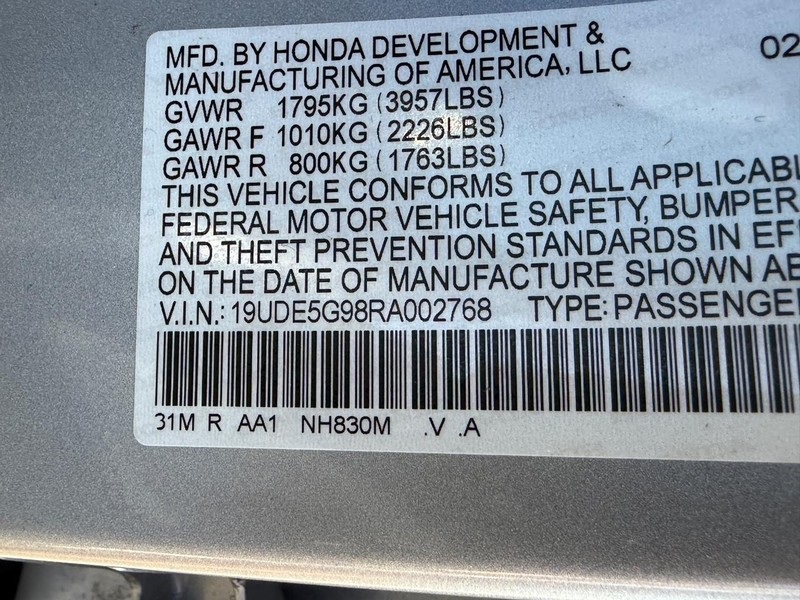 MFD. BY HONDA DEVELOPMENT & 02
MANUFACTURING OF AMERICA, LLC
GVWR 1795KG (3957LBS)
GAWR F 1010KG (2226LBS)
GAWR R 800KG (1763LBS)
THIS VEHICLE CONFORMS TO ALL APPLICABL
FEDERAL MOTOR VEHICLE SAFETY, BUMPER
AND THEFT PREVENTION STANDARDS IN EF
ON THE DATE OF MANUFACTURE SHOWN AB
V.I.N.: 19UDE5G98RA002768 TYPE: PASSENGE
31M R AA1 NH830M .V .A